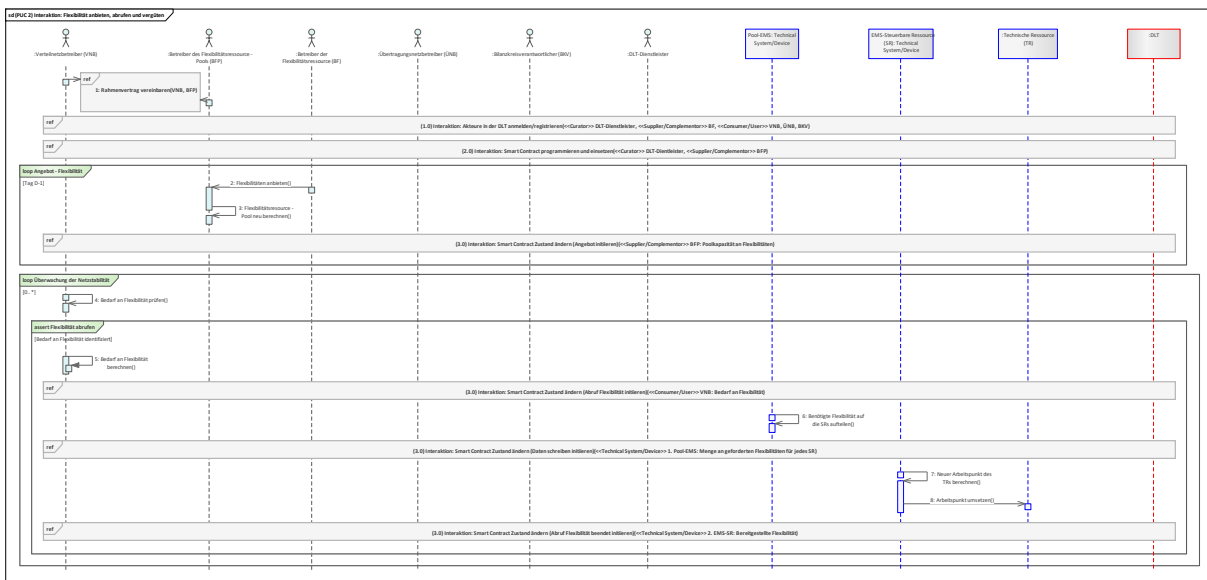 sd (PUC 2) Interaktion: Flexibilität anbieten, abrufen und vergüten
:Verteilnetzbetreiber (VNB)
:Betreiber des Flexibilitätsressource -
Pools (BFP)
:Betreiber der
Flexibilitätsressource (BF)
:Übertragungsnetzbetreiber (ÜNB)
:Bilanzkreisverantwortlicher (BKV)
:DLT-Dienstleister
Pool-EMS: Technical
System/Device
EMS-Steuerbare Ressource
(SR): Technical
System/Device
:Technische Ressource
(TR)
:DLT
ref
1: Rahmenvertrag vereinbaren(VNB, BFP)
ref
(1.0) Interaktion: Akteure in der DLT anmelden/registrieren(<<Curator>> DLT-Dienstleister, <<Supplier/Complementor>> BF, <<Consumer/User>> VNB, ÜNB, BKV)
ref
(2.0) Interaktion: Smart Contract programmieren und einsetzen(<<Curator>> DLT-Dientleister, <<Supplier/Complementor>> BFP)
loop Angebot - Flexibilität
[Tag D-1]
2: Flexibilitäten anbieten()
3: Flexibilitätsresource -
Pool neu berechnen()
ref
(3.0) Interaktion: Smart Contract Zustand ändern (Angebot initiieren)(<<Supplier/Complementor>> BFP: Poolkapazität an Flexibilitäten)
loop Überwachung der Netzstabilität
[0.. *]
4: Bedarf an Flexibilität prüfen()
assert Flexibilität abrufen
[Bedarf an Flexibilität identifiziert]
5: Bedarf an Flexibilität
berechnen()
ref
(3.0) Interaktion: Smart Contract Zustand ändern (Abruf Flexibilität initiieren)(<<Consumer/User>> VNB: Bedarf an Flexibilität)
6: Benötigte Flexibilität auf
die SRs aufteilen()
ref
(3.0) Interaktion: Smart Contract Zustand ändern (Daten schreiben initiieren)(<<Technical System/Device>> 1. Pool-EMS: Menge an geforderten Flexibilitäten für jedes SR)
7: Neuer Arbeitspunkt des
TRs berechnen()
8: Arbeitspunkt umsetzen()
ref
(3.0) Interaktion: Smart Contract Zustand ändern (Abruf Flexibilität beendet initiieren)(<<Technical System/Device>> 2. EMS-SR: Bereitgestellte Flexibilität)